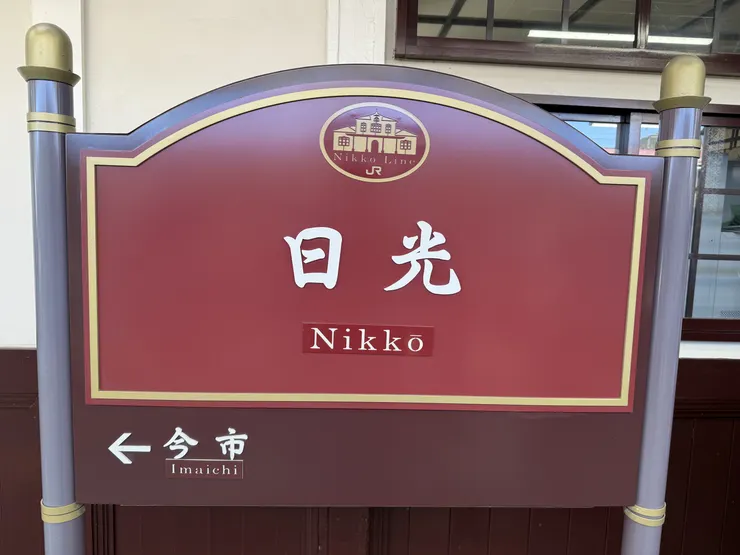 Nikko Line
JR
日光
Nikkō
← 今市
Imaichi